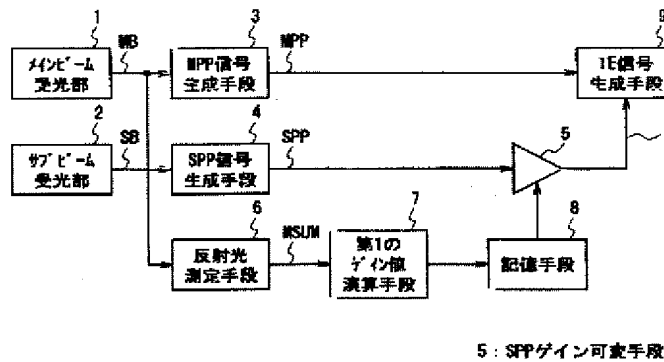 1
メインビーム
受光部
MB
3
MPP信号
生成手段
MPP
9
TE信号
生成手段
2
サブビーム
受光部
SB
4
SPP信号
生成手段
SPP
5
6
反射光
測定手段
MSUM
7
第1の
ゲイン値
演算手段
8
記憶手段
5：SPPゲイン可変手段